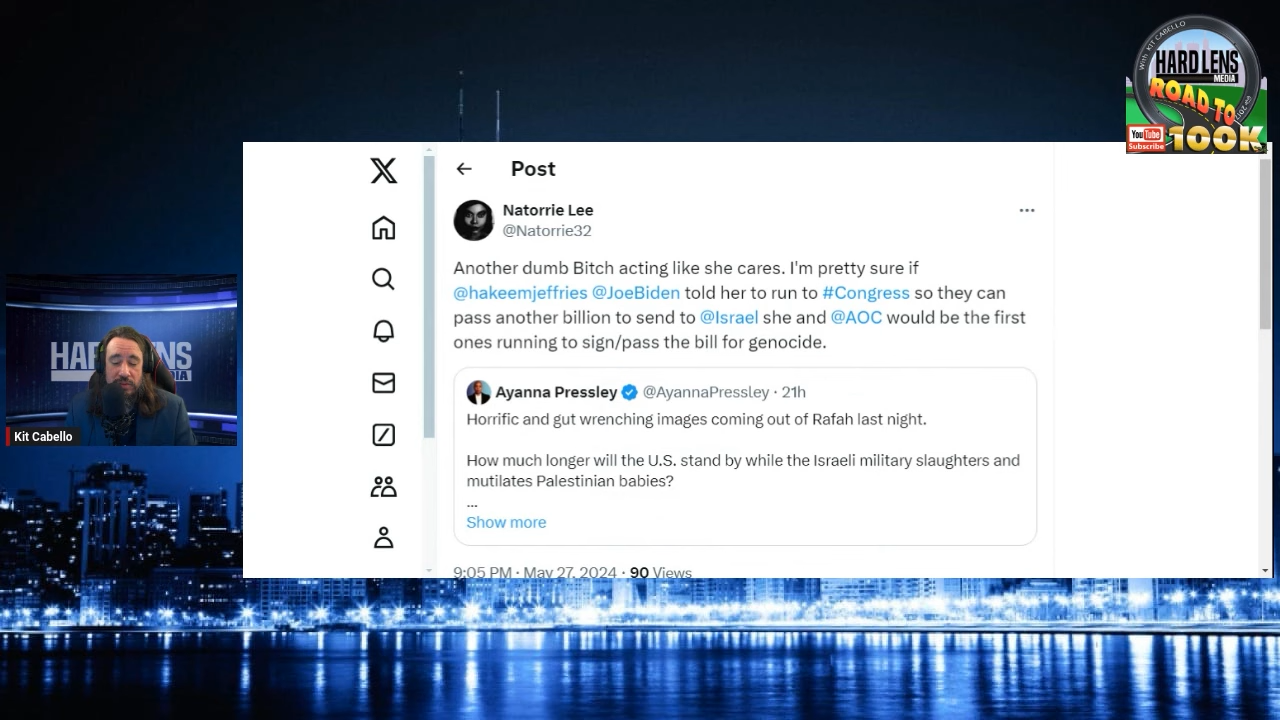 With KIT CABELLO
HARD LENS
MEDIA
ROAD TO
100K
YouTube
Subscribe
Post
Natorrie Lee
@Natorrie32
Another dumb Bitch acting like she cares. I'm pretty sure if
@hakeemjeffries @JoeBiden told her to run to #Congress so they can
pass another billion to send to @Israel she and @AOC would be the first
ones running to sign/pass the bill for genocide.
Ayanna Pressley @AyannaPressley · 21h
Horrific and gut wrenching images coming out of Rafah last night.
How much longer will the U.S. stand by while the Israeli military slaughters and
mutilates Palestinian babies?
...
Show more
9:05 PM · May 27, 2024 · 90 Views
Kit Cabello